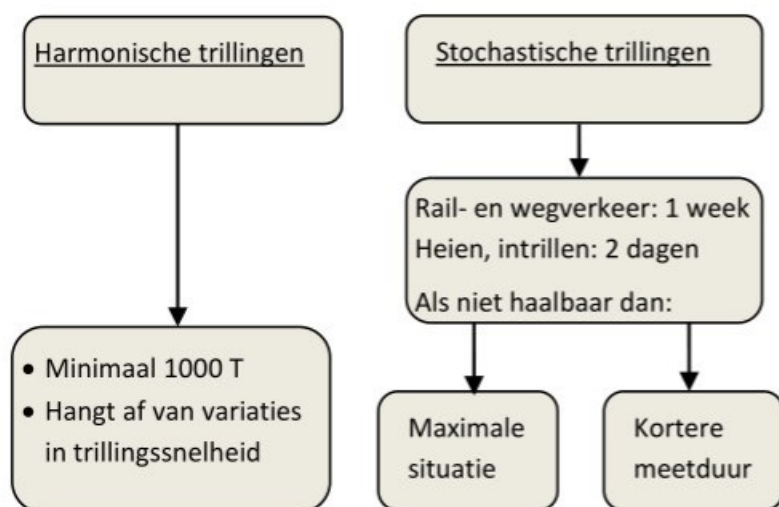 Harmonische trillingen
Stochastische trillingen
Rail- en wegverkeer: 1 week
Heien, intrillen: 2 dagen
Als niet haalbaar dan:
• Minimaal 1000 T
• Hangt af van variaties
in trillingssnelheid
Maximale
situatie
Kortere
meetduur